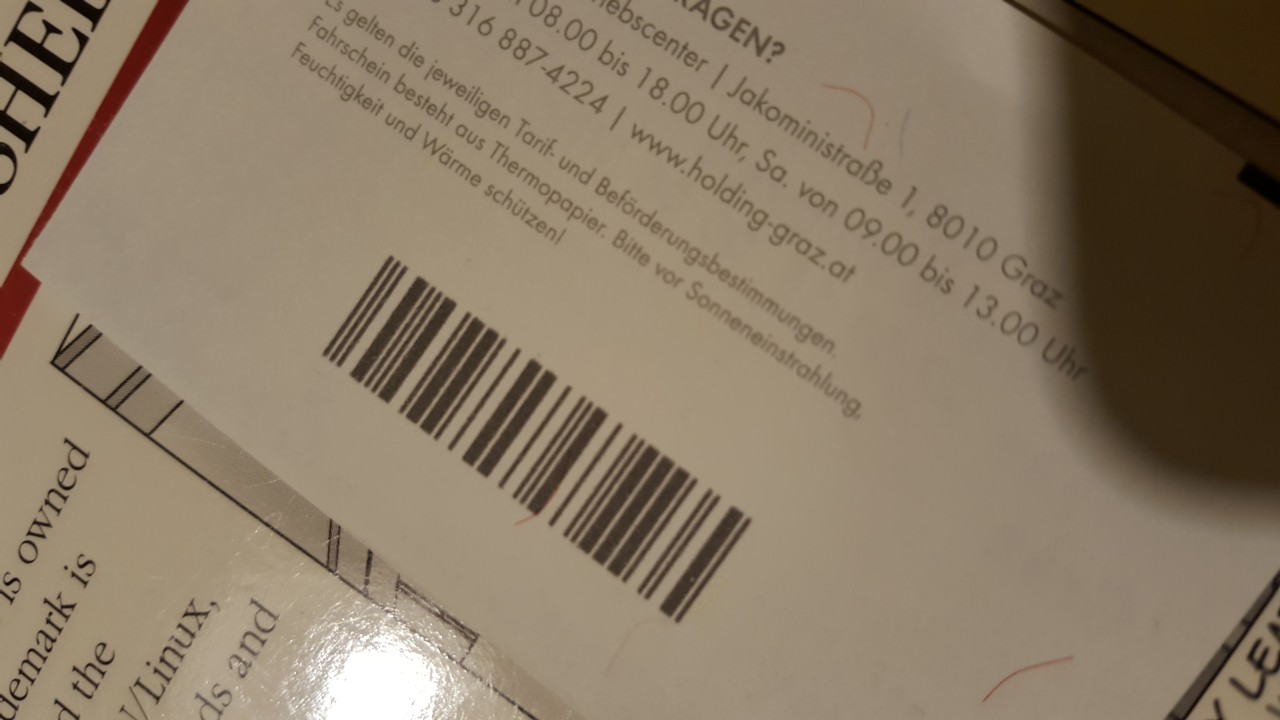 RAGEN?
iebscenter | Jakoministraße 1, 8010 Graz
08.00 bis 18.00 Uhr, Sa. von 09.00 bis 13.00 Uhr
316 887-4224 | www.holding-graz.at
Es gelten die jeweiligen Tarif- und Beförderungsbestimmungen.
Fahrschein besteht aus Thermopapier. Bitte vor Sonneneinstrahlung,
Feuchtigkeit und Wärme schützen!
is owned
demark is
d the
/Linux,
ds and